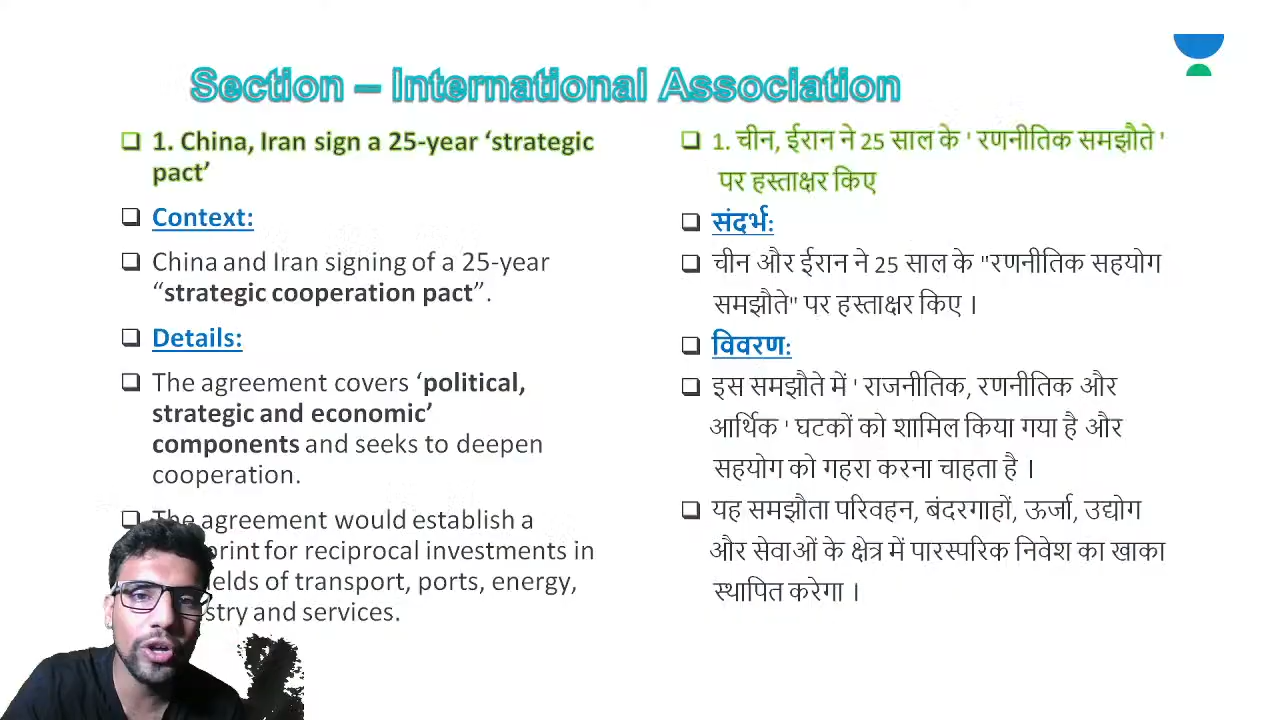 Section – International Association
1. China, Iran sign a 25-year ‘strategic
pact’
Context:
China and Iran signing of a 25-year
“strategic cooperation pact”.
Details:
The agreement covers ‘political,
strategic and economic’
components and seeks to deepen
cooperation.
The agreement would establish a
print for reciprocal investments in
of transport, ports, energy,
and services.
1. चीन, ईरान ने 25 साल के ' रणनीतिक समझौते '
पर हस्ताक्षर किए
संदर्भ:
चीन और ईरान ने 25 साल के "रणनीतिक सहयोग
समझौते" पर हस्ताक्षर किए ।
विवरण:
इस समझौते में ' राजनीतिक, रणनीतिक और
आर्थिक ' घटकों को शामिल किया गया है और
सहयोग को गहरा करना चाहता है ।
यह समझौता परिवहन, बंदरगाहों, ऊर्जा, उद्योग
और सेवाओं के क्षेत्र में पारस्परिक निवेश का खाका
स्थापित करेगा ।